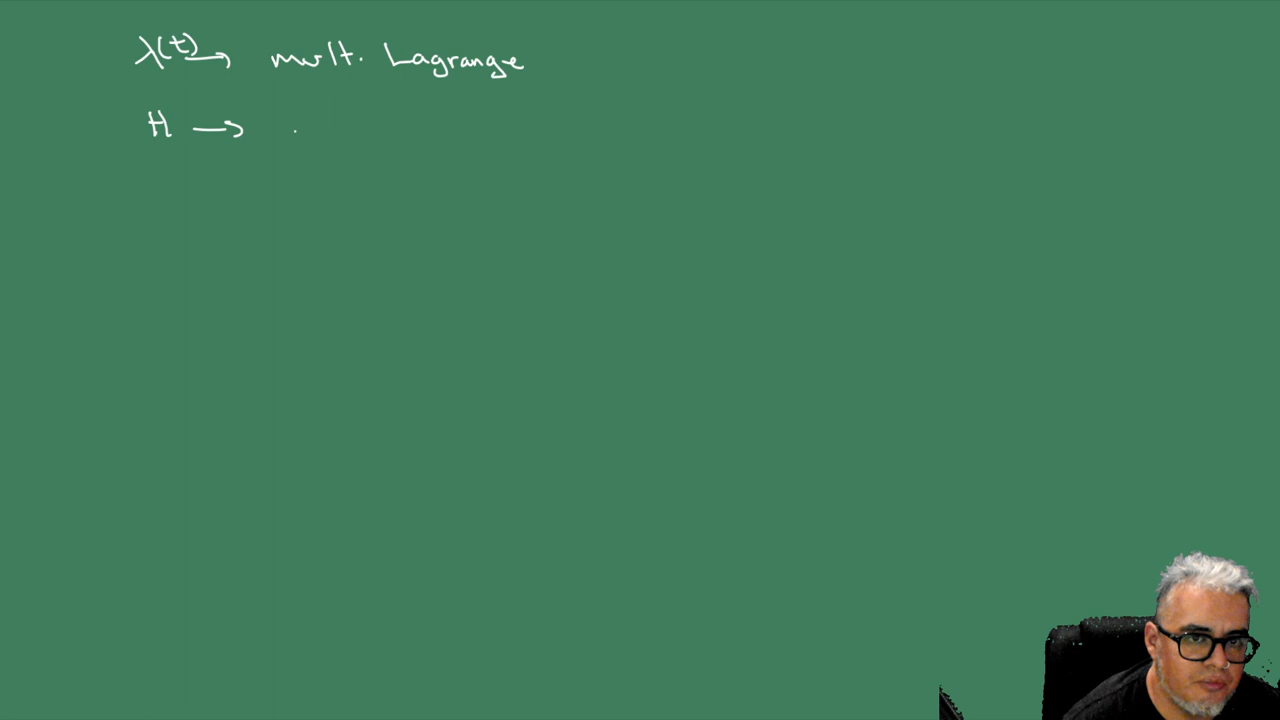 λ(t) → mult. Lagrange
H →